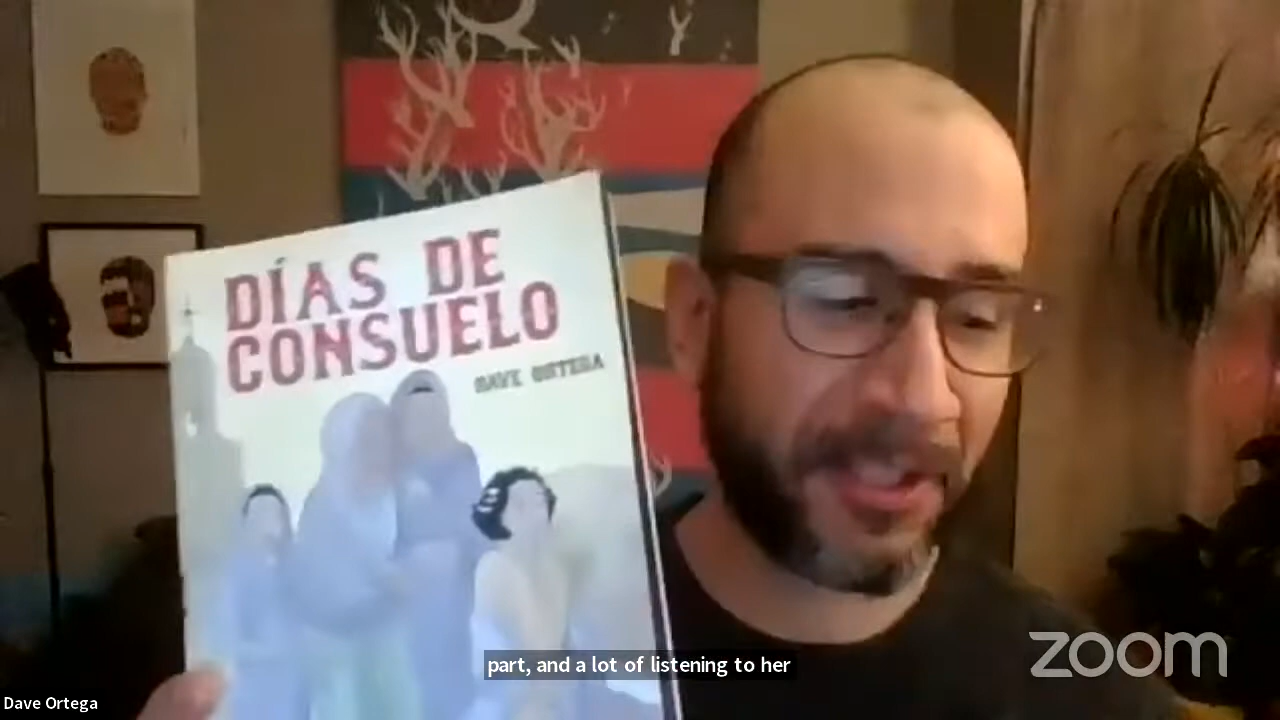 DÍAS DE
CONSUELO
DAVE ORTEGA
part, and a lot of listening to her
zoom
Dave Ortega